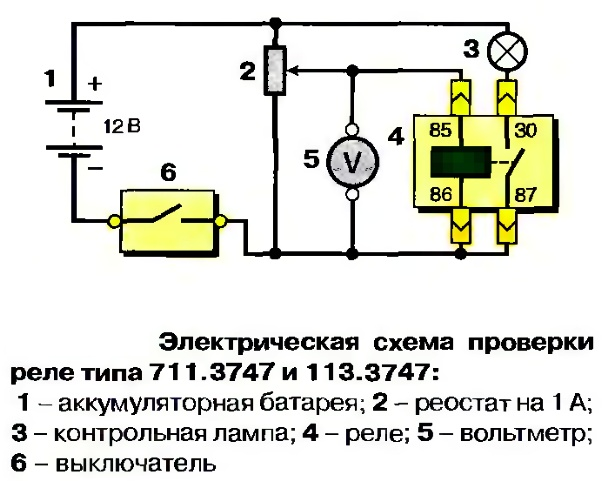 1
+
12 В
–
2
3
4
5
V
6
85
30
86
87
Электрическая схема проверки
реле типа 711.3747 и 113.3747:
1 – аккумуляторная батарея; 2 – реостат на 1 А;
3 – контрольная лампа; 4 – реле; 5 – вольтметр;
6 – выключатель